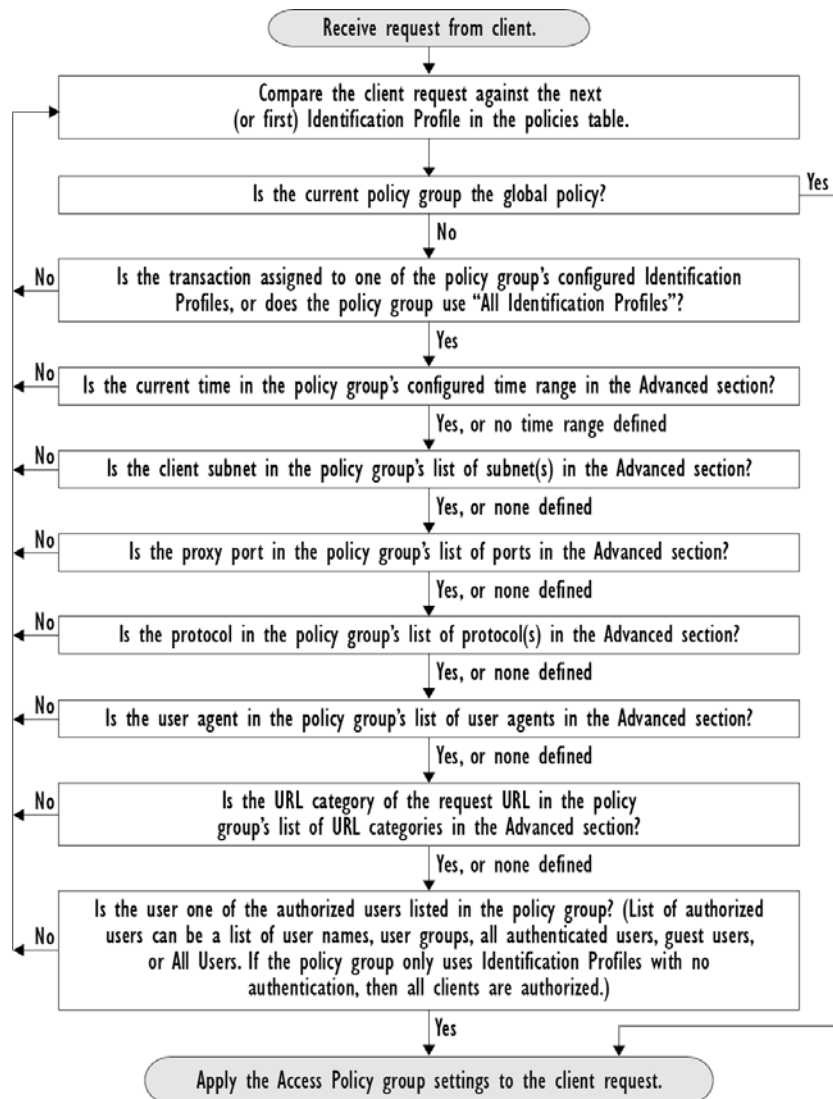 Receive request from client.
Compare the client request against the next
(or first) Identification Profile in the policies table.
Is the current policy group the global policy?
Yes
No
No
Is the transaction assigned to one of the policy group's configured Identification
Profiles, or does the policy group use “All Identification Profiles”?
Yes
No
Is the current time in the policy group's configured time range in the Advanced section?
Yes, or no time range defined
No
Is the client subnet in the policy group's list of subnet(s) in the Advanced section?
Yes, or none defined
No
Is the proxy port in the policy group's list of ports in the Advanced section?
Yes, or none defined
No
Is the protocol in the policy group's list of protocol(s) in the Advanced section?
Yes, or none defined
No
Is the user agent in the policy group's list of user agents in the Advanced section?
Yes, or none defined
No
Is the URL category of the request URL in the policy
group's list of URL categories in the Advanced section?
Yes, or none defined
No
Is the user one of the authorized users listed in the policy group? (List of authorized
users can be a list of user names, user groups, all authenticated users, guest users,
or All Users. If the policy group only uses Identification Profiles with no
authentication, then all clients are authorized.)
Yes
Apply the Access Policy group settings to the client request.